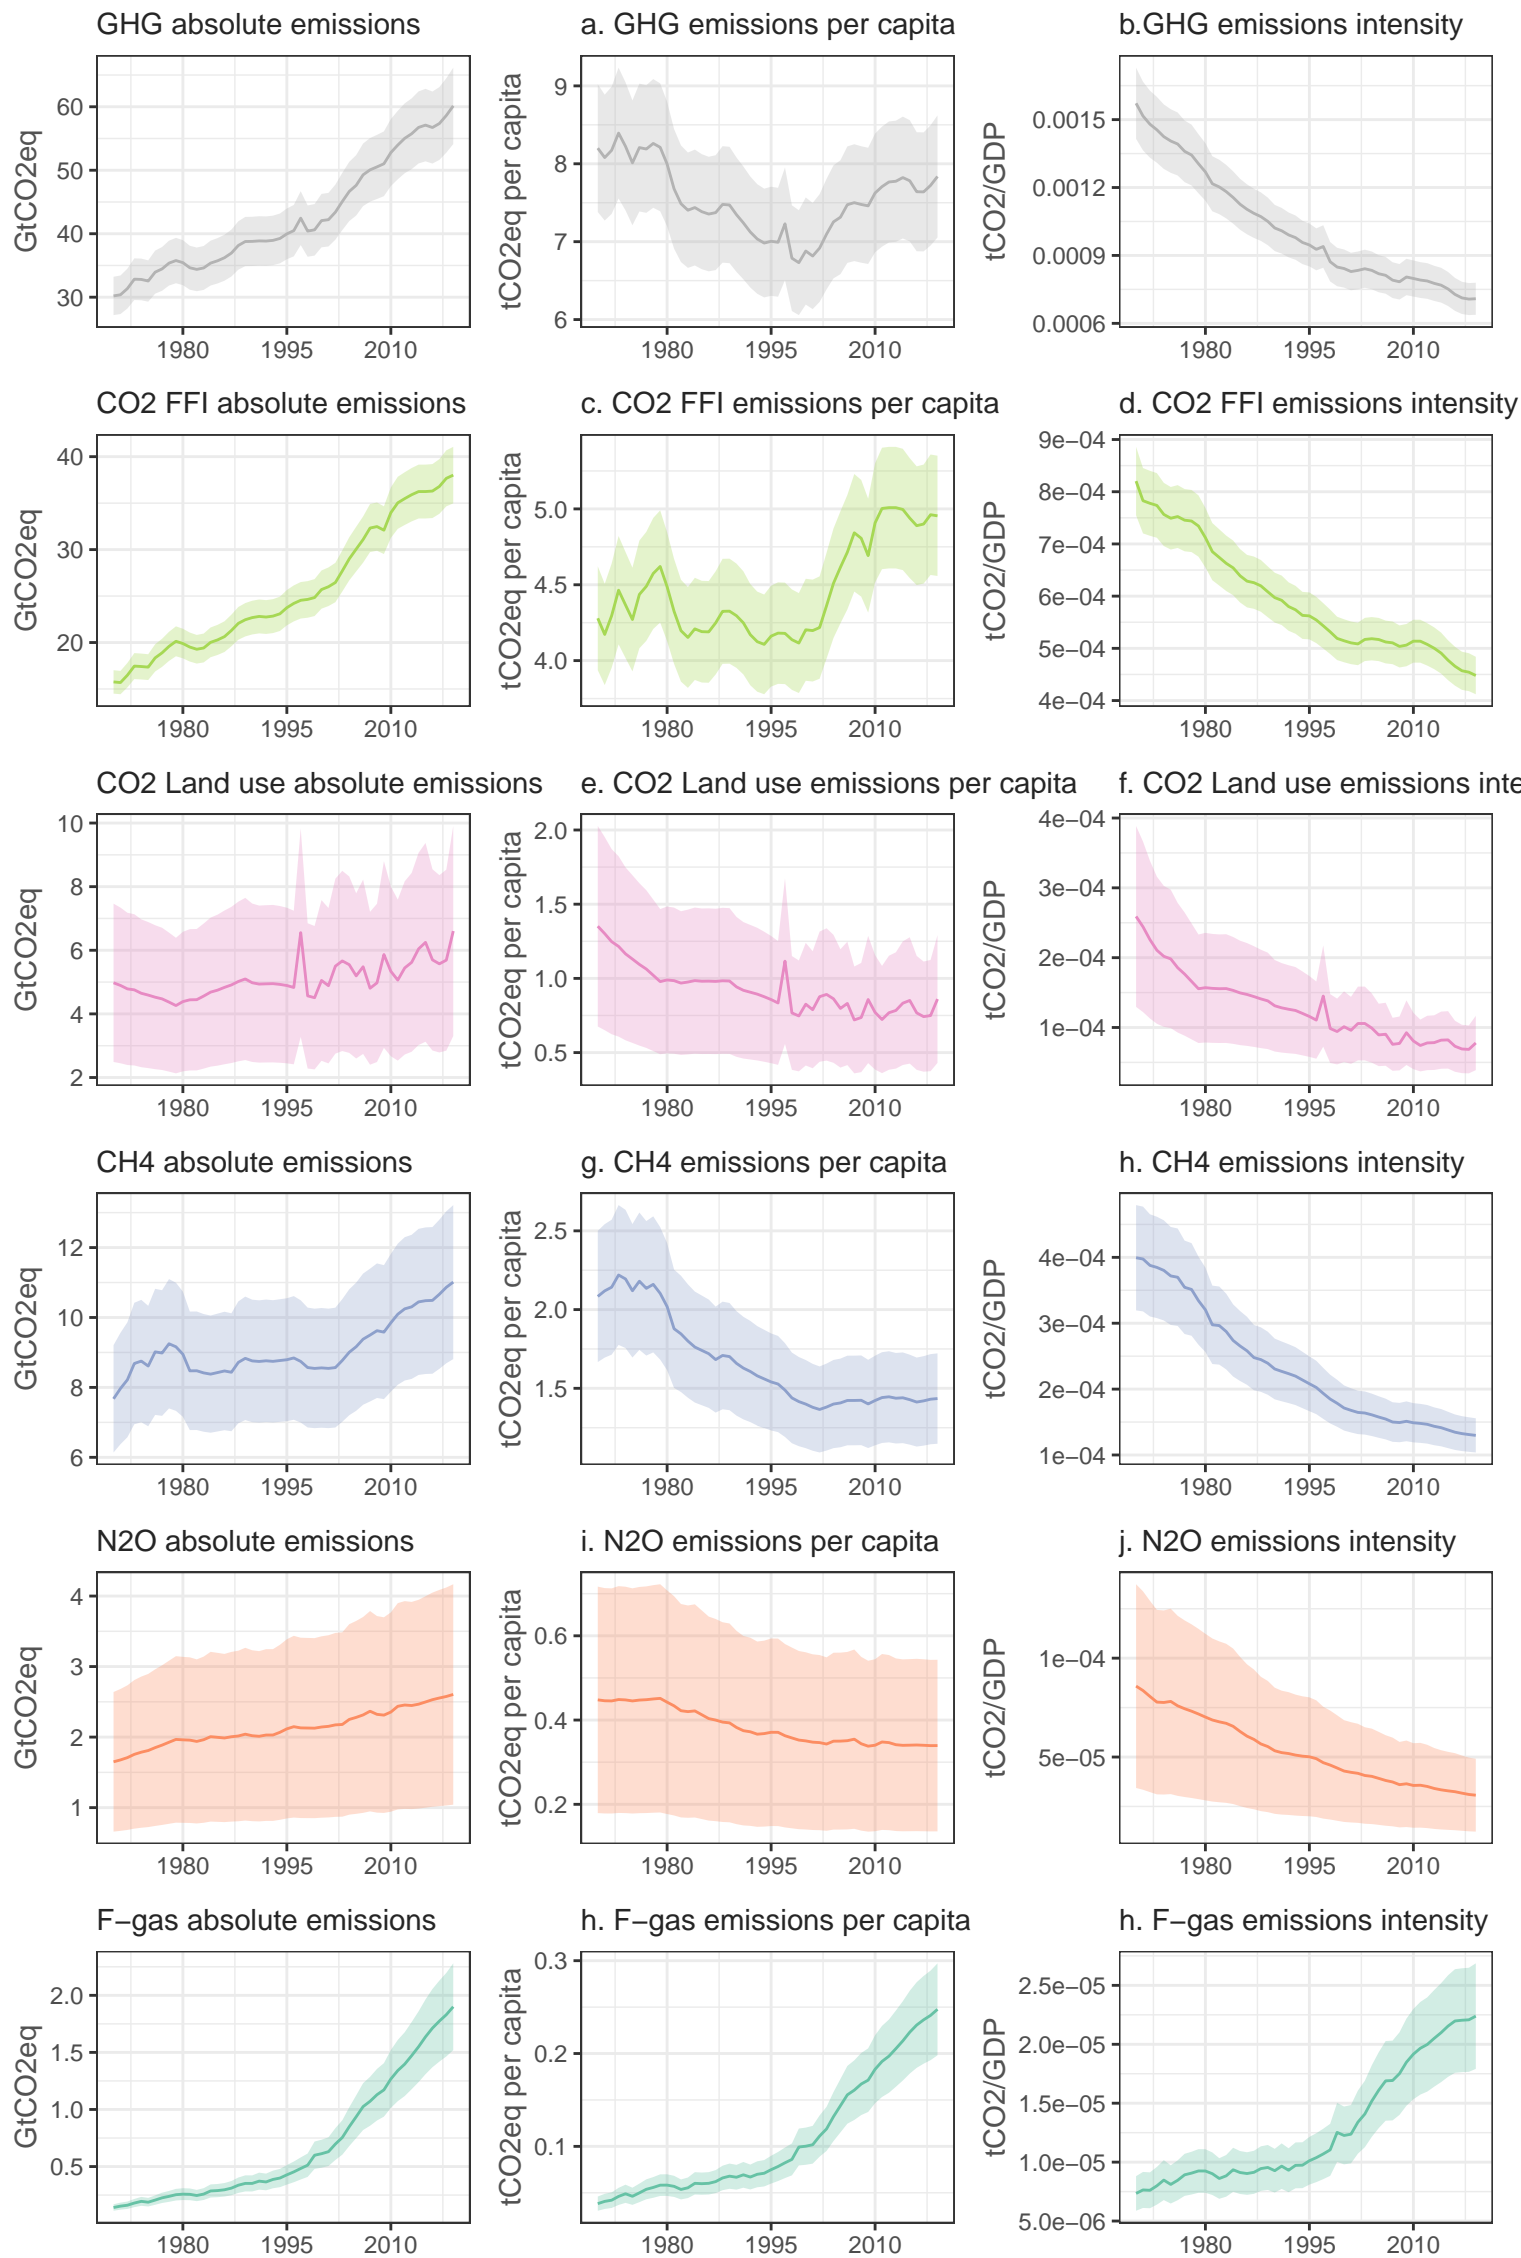 GHG absolute emissions
a. GHG emissions per capita
b.GHG emissions intensity
GtCO2eq
60
50
40
30
1980 1995 2010
tCO2eq per capita
9
8
7
6
1980 1995 2010
tCO2/GDP
0.0015
0.0012
0.0009
0.0006
1980 1995 2010
CO2 FFI absolute emissions
c. CO2 FFI emissions per capita
d. CO2 FFI emissions intensity
GtCO2eq
40
30
20
1980 1995 2010
tCO2eq per capita
5.0
4.5
4.0
1980 1995 2010
tCO2/GDP
9e−04
8e−04
7e−04
6e−04
5e−04
4e−04
1980 1995 2010
CO2 Land use absolute emissions
e. CO2 Land use emissions per capita
f. CO2 Land use emissions inte
GtCO2eq
10
8
6
4
2
1980 1995 2010
tCO2eq per capita
2.0
1.5
1.0
0.5
1980 1995 2010
tCO2/GDP
4e−04
3e−04
2e−04
1e−04
1980 1995 2010
CH4 absolute emissions
g. CH4 emissions per capita
h. CH4 emissions intensity
GtCO2eq
12
10
8
6
1980 1995 2010
tCO2eq per capita
2.5
2.0
1.5
1980 1995 2010
tCO2/GDP
4e−04
3e−04
2e−04
1e−04
1980 1995 2010
N2O absolute emissions
i. N2O emissions per capita
j. N2O emissions intensity
GtCO2eq
4
3
2
1
1980 1995 2010
tCO2eq per capita
0.6
0.4
0.2
1980 1995 2010
tCO2/GDP
1e−04
5e−05
1980 1995 2010
F−gas absolute emissions
h. F−gas emissions per capita
h. F−gas emissions intensity
GtCO2eq
2.0
1.5
1.0
0.5
1980 1995 2010
tCO2eq per capita
0.3
0.2
0.1
1980 1995 2010
tCO2/GDP
2.5e−05
2.0e−05
1.5e−05
1.0e−05
5.0e−06
1980 1995 2010